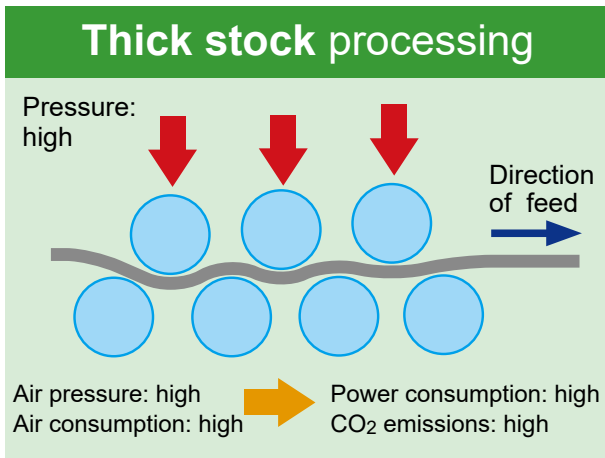 Thick stock processing
Pressure:
high
Direction
of feed
Air pressure: high
Air consumption: high
Power consumption: high
CO2 emissions: high